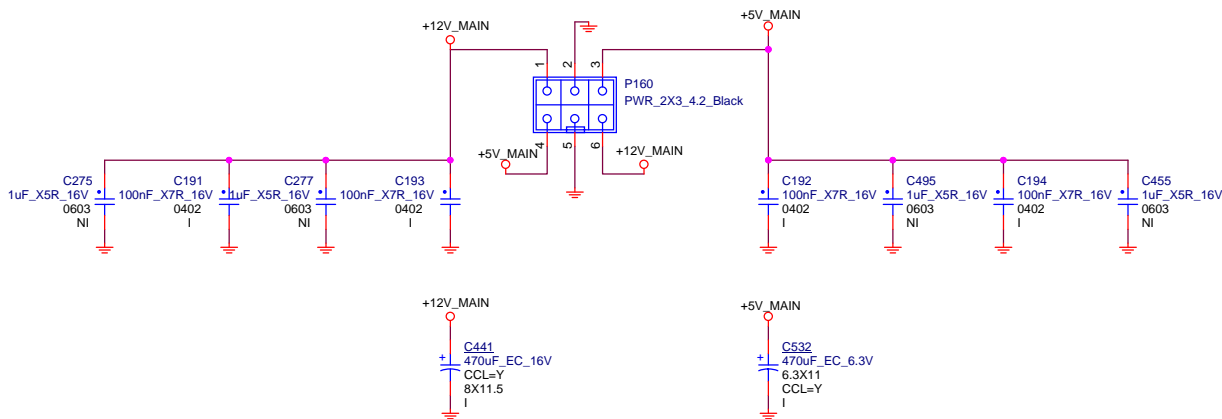 +12V_MAIN
+5V_MAIN
1
2
3
P160
PWR_2X3_4.2_Black
4
5
6
+5V_MAIN
+12V_MAIN
C275
1uF_X5R_16V
0603
NI
C191
100nF_X7R_16V
0402
I
C277
1uF_X5R_16V
0603
NI
C193
100nF_X7R_16V
0402
I
C192
100nF_X7R_16V
0402
I
C495
1uF_X5R_16V
0603
NI
C194
100nF_X7R_16V
0402
I
C455
1uF_X5R_16V
0603
NI
+12V_MAIN
+
C441
470uF_EC_16V
CCL=Y
8X11.5
I
+5V_MAIN
+
C532
470uF_EC_6.3V
6.3X11
CCL=Y
I